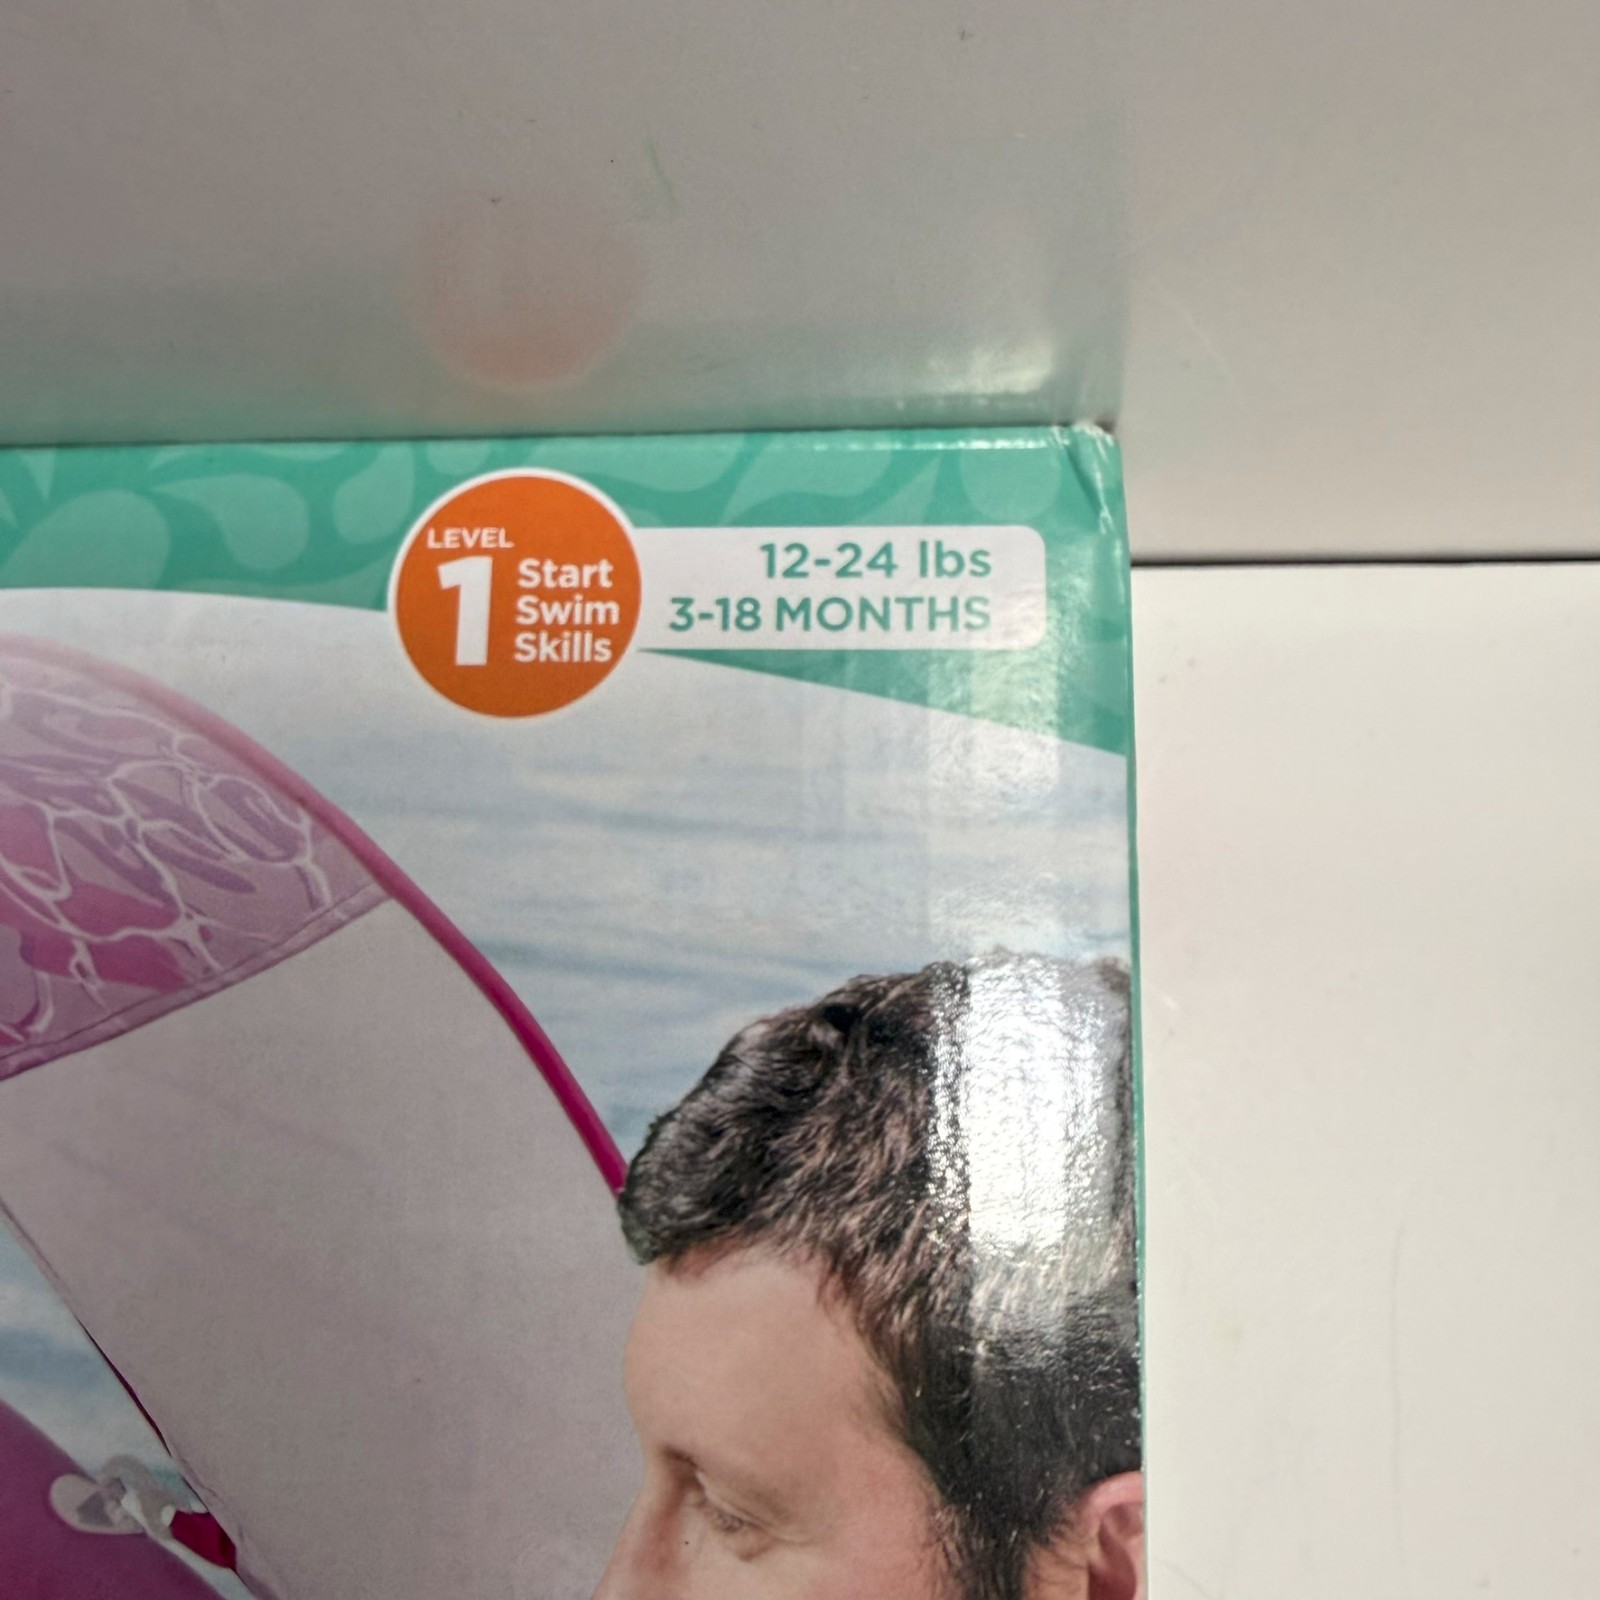 LEVEL
1 Start
Swim
Skills
12-24 lbs
3-18 MONTHS